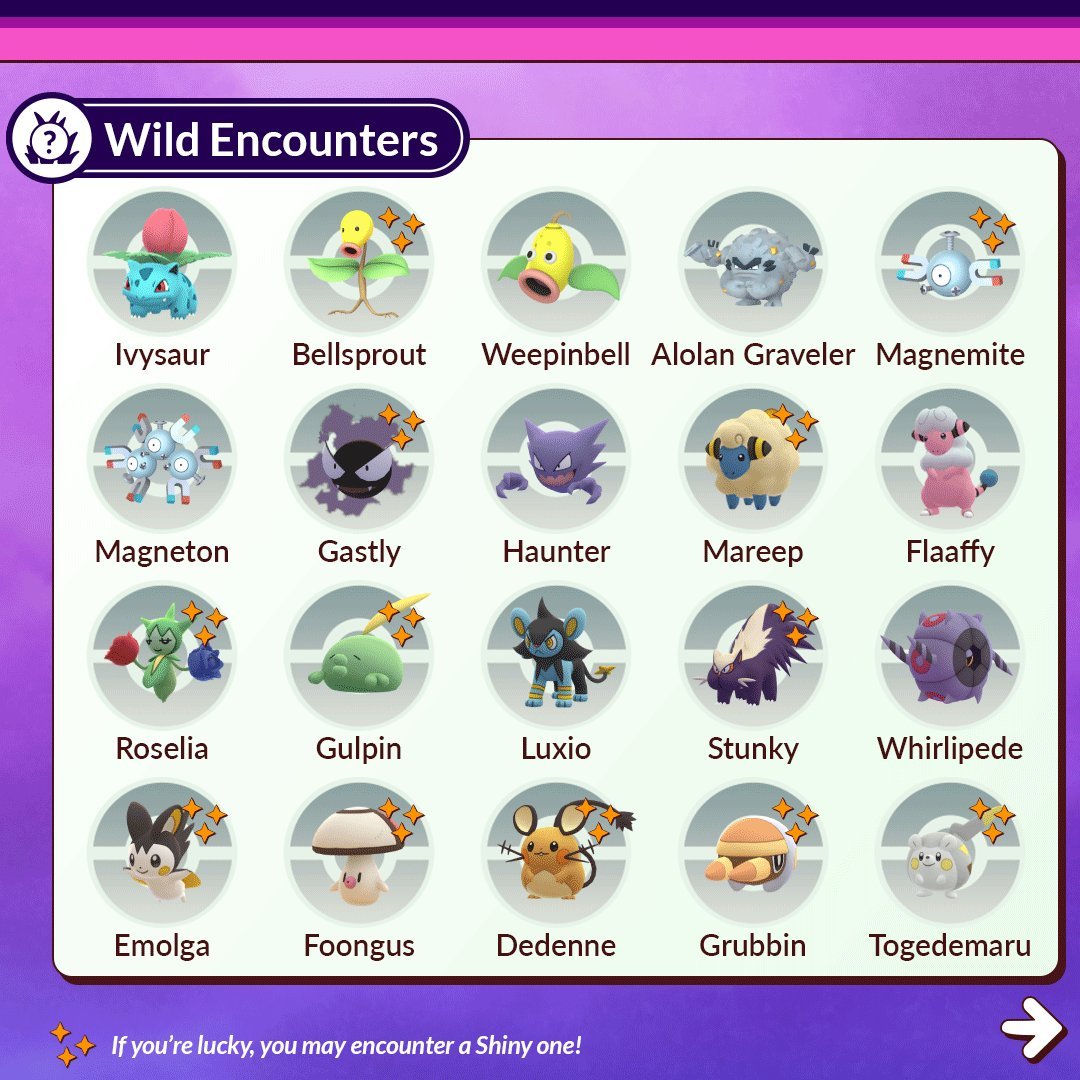 ?
Wild Encounters
Ivysaur Bellsprout Weepinbell Alolan Graveler Magnemite
Magneton Gastly Haunter Mareep Flaaffy
Roselia Gulpin Luxio Stunky Whirlipede
Emolga Foongus Dedenne Grubbin Togedemaru
If you're lucky, you may encounter a Shiny one!